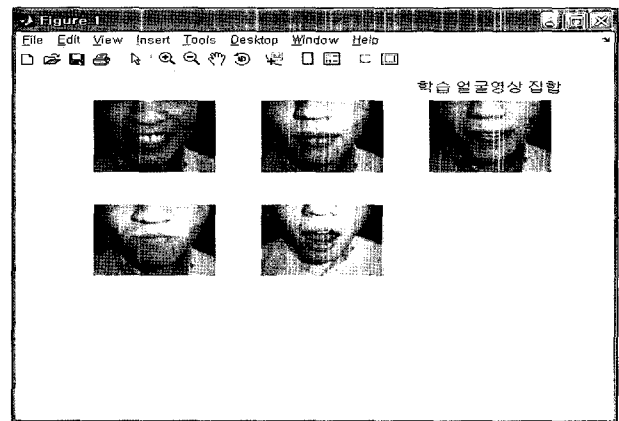 Figure 1
File Edit View Insert Tools Desktop Window Help
학습 얼굴영상 집합